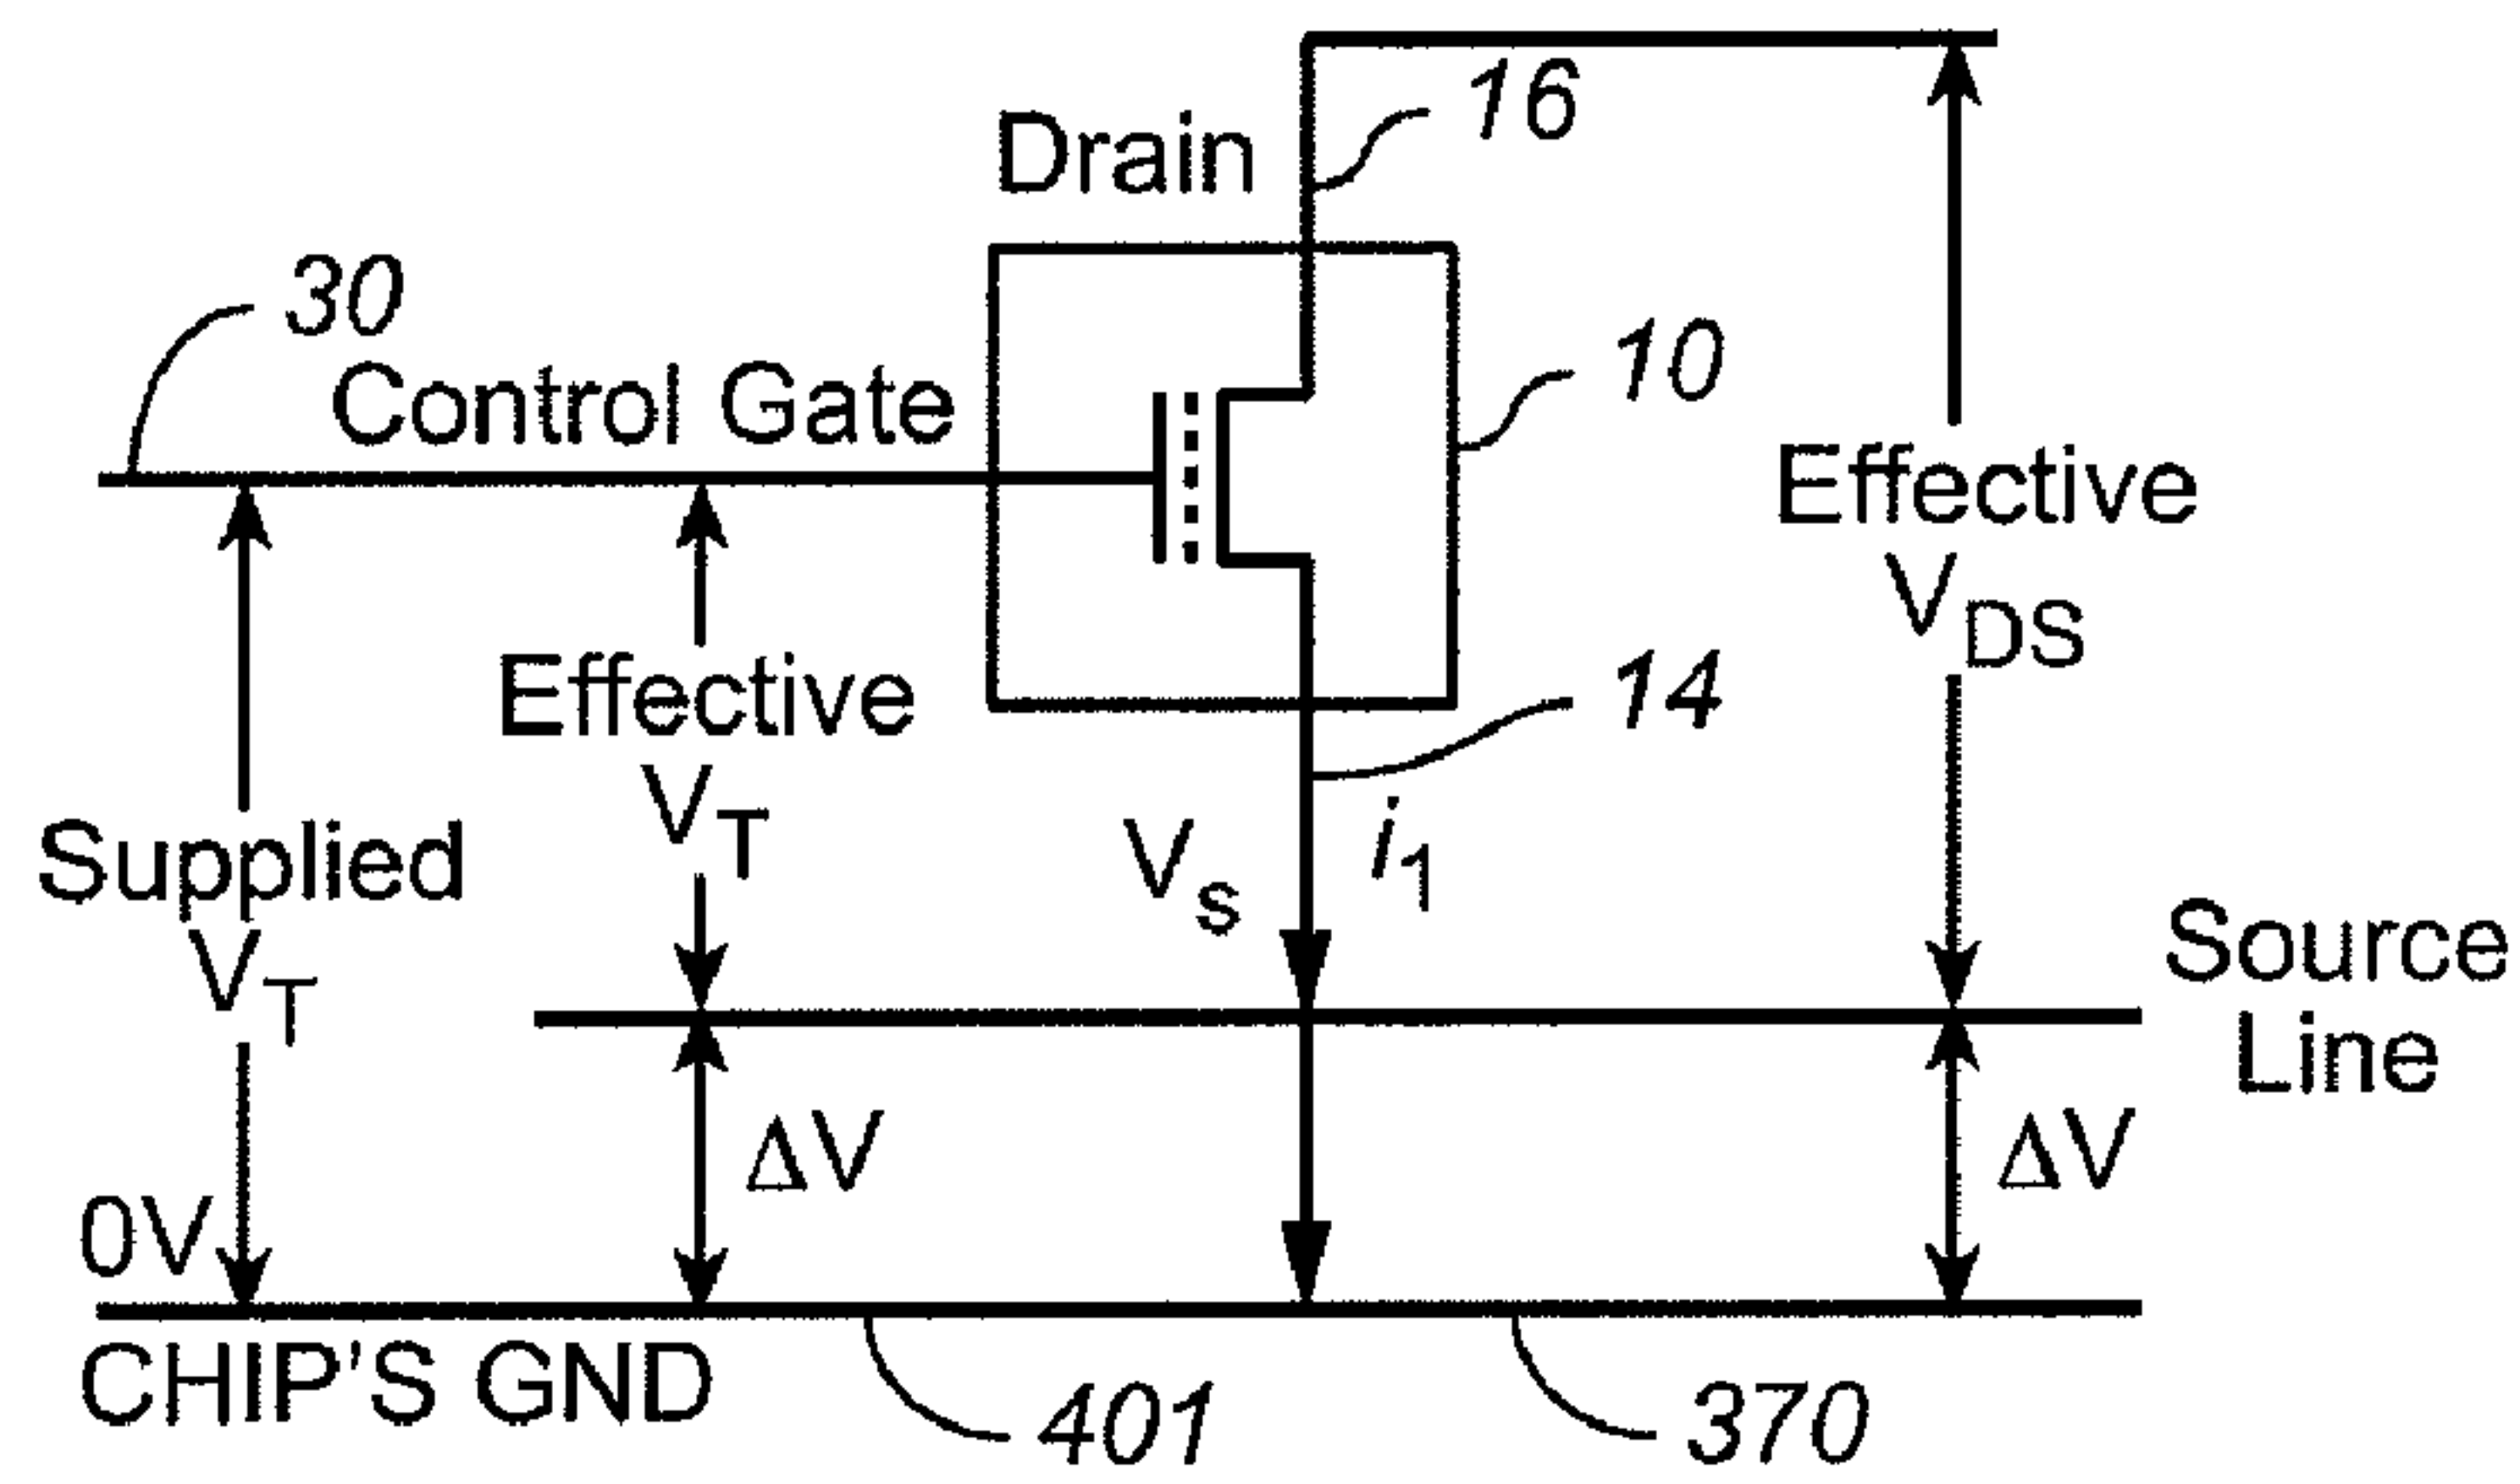 16
Drain
30
Control Gate
10
Effective
V_DS
Effective
V_T
14
Supplied
V_T
V_s
i_1
Source
Line
ΔV
ΔV
0V
CHIP'S GND
401
370